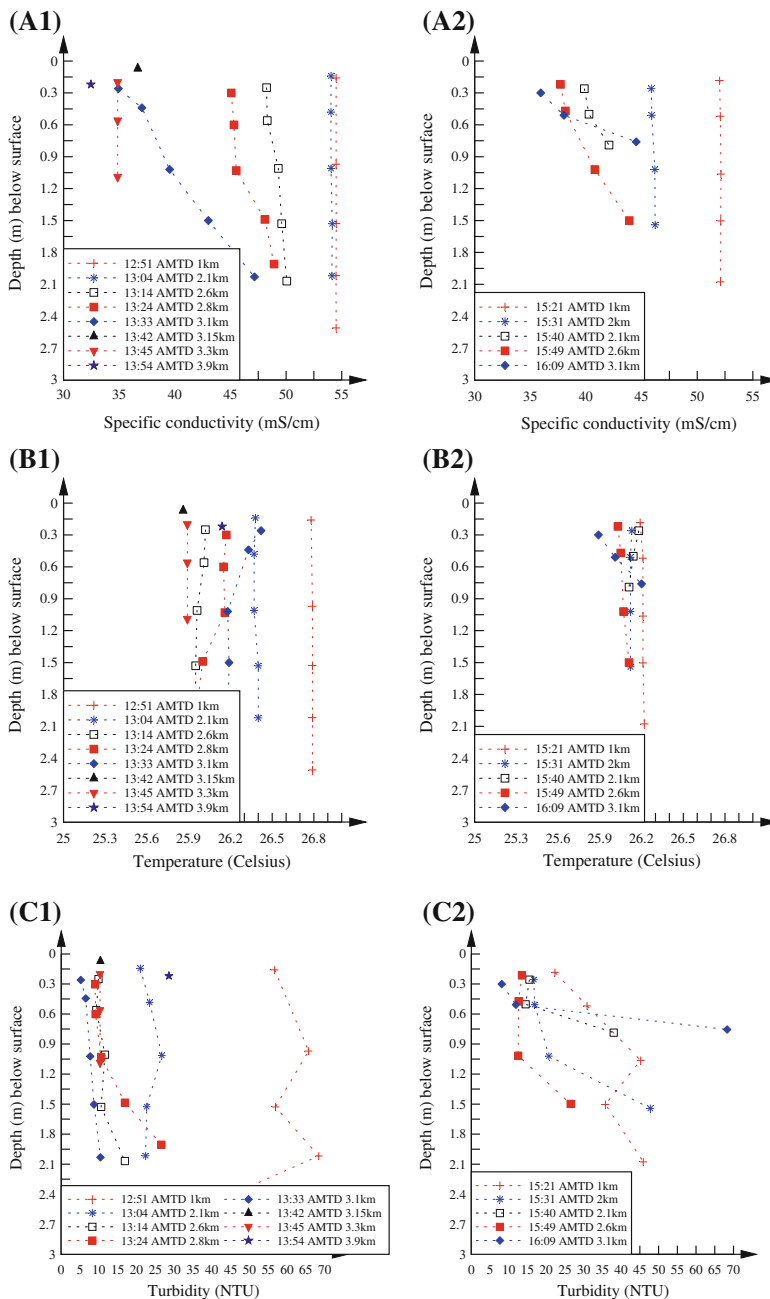 (A1)
0
0.3
0.6
0.9
1.2
1.5
1.8
2.1
2.4
2.7
3
Depth (m) below surface
12:51 AMTD 1km
13:04 AMTD 2.1km
13:14 AMTD 2.6km
13:24 AMTD 2.8km
13:33 AMTD 3.1km
13:42 AMTD 3.15km
13:45 AMTD 3.3km
13:54 AMTD 3.9km
30 35 40 45 50 55
Specific conductivity (mS/cm)
(A2)
0
0.3
0.6
0.9
1.2
1.5
1.8
2.1
2.4
2.7
3
Depth (m) below surface
15:21 AMTD 1km
15:31 AMTD 2km
15:40 AMTD 2.1km
15:49 AMTD 2.6km
16:09 AMTD 3.1km
30 35 40 45 50 55
Specific conductivity (mS/cm)
(B1)
0
0.3
0.6
0.9
1.2
1.5
1.8
2.1
2.4
2.7
3
Depth (m) below surface
12:51 AMTD 1km
13:04 AMTD 2.1km
13:14 AMTD 2.6km
13:24 AMTD 2.8km
13:33 AMTD 3.1km
13:42 AMTD 3.15km
13:45 AMTD 3.3km
13:54 AMTD 3.9km
25 25.6 25.9 26.2 26.5 26.8
Temperature (Celsius)
(B2)
0
0.3
0.6
0.9
1.2
1.5
1.8
2.1
2.4
2.7
3
Depth (m) below surface
15:21 AMTD 1km
15:31 AMTD 2km
15:40 AMTD 2.1km
15:49 AMTD 2.6km
16:09 AMTD 3.1km
25 25.6 25.9 26.2 26.5 26.8
Temperature (Celsius)
(C1)
0
0.3
0.6
0.9
1.2
1.5
1.8
2.1
2.4
2.7
3
Depth (m) below surface
12:51 AMTD 1km 13:33 AMTD 3.1km
13:04 AMTD 2.1km 13:42 AMTD 3.15km
13:14 AMTD 2.6km 13:45 AMTD 3.3km
13:24 AMTD 2.8km 13:54 AMTD 3.9km
0 5 10 15 20 25 30 35 40 45 50 55 60 65 70
Turbidity (NTU)
(C2)
0
0.3
0.6
0.9
1.2
1.5
1.8
2.1
2.4
2.7
3
Depth (m) below surface
15:21 AMTD 1km
15:31 AMTD 2km
15:40 AMTD 2.1km
15:49 AMTD 2.6km
16:09 AMTD 3.1km
0 5 10 15 20 25 30 35 40 45 50 55 60 65 70
Turbidity (NTU)